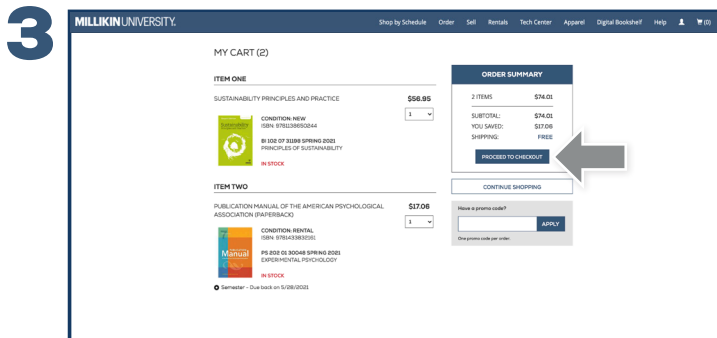 3
MILLIKIN UNIVERSITY.
Shop by Schedule Order Sell Rentals Tech Center Apparel Digital Bookshelf Help (0)
MY CART (2)
ITEM ONE
SUSTAINABILITY PRINCIPLES AND PRACTICE $56.95
1
CONDITION: NEW
ISBN: 9781138650244
BI 102 07 31188 SPRING 2021
PRINCIPLES OF SUSTAINABILITY
IN STOCK
Sustainability
ITEM TWO
PUBLICATION MANUAL OF THE AMERICAN PSYCHOLOGICAL $17.06
ASSOCIATION (PAPERBACK)
1
CONDITION: RENTAL
ISBN: 9781433832161
PS 202 01 30048 SPRING 2021
EXPERIMENTAL PSYCHOLODY
IN STOCK
Manual
Semester - Due back on 5/28/2021
ORDER SUMMARY
2 ITEMS $74.01
SUBTOTAL: $74.01
YOU SAVED: $17.06
SHIPPING: FREE
PROCEED TO CHECKOUT
CONTINUE SHOPPING
Have a promo code?
APPLY
One promo code per order.